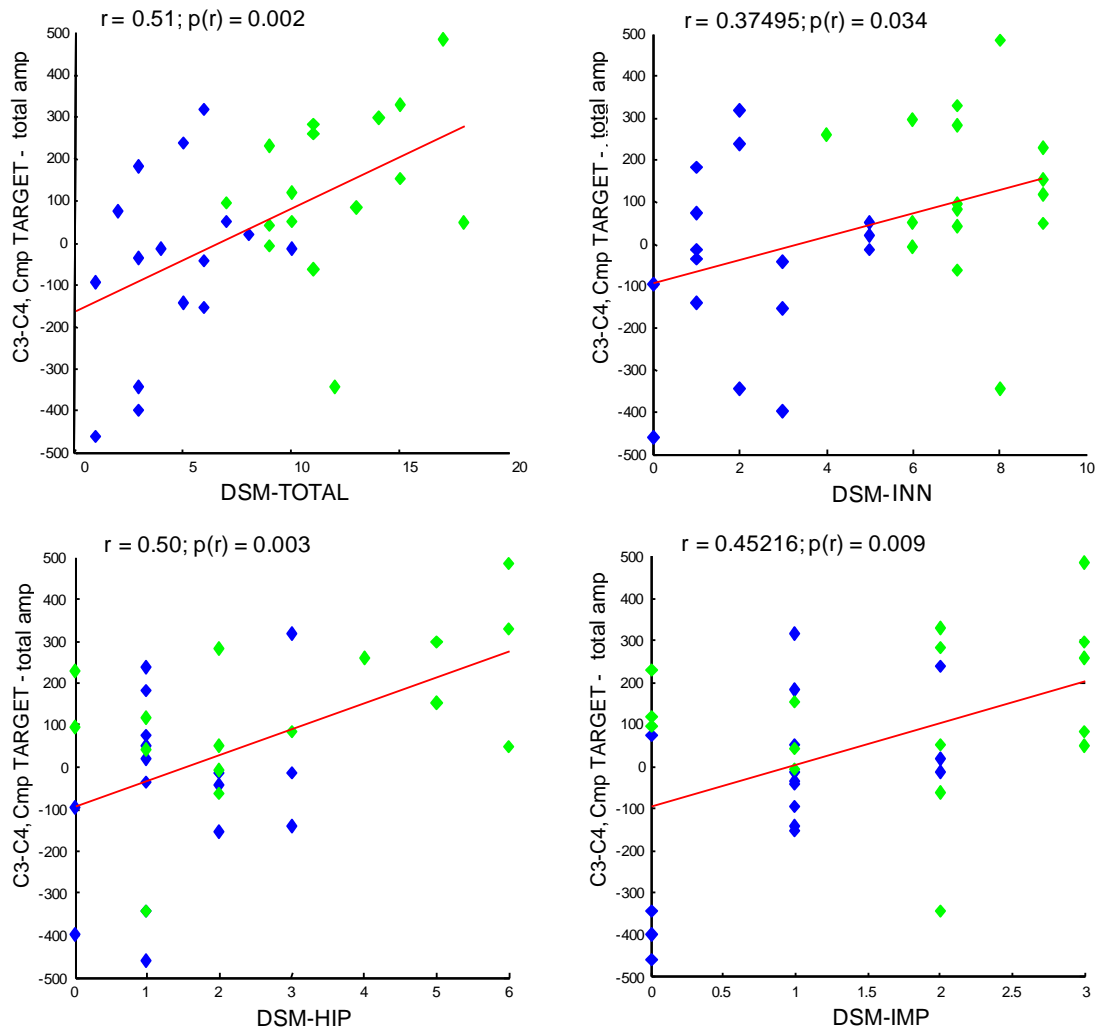 r = 0.51; p(r) = 0.002
C3-C4, Cmp TARGET - total amp
500
400
300
200
100
0
-100
-200
-300
-400
-500
0 5 10 15 20
DSM-TOTAL
r = 0.37495; p(r) = 0.034
C3-C4, Cmp TARGET - total amp
500
400
300
200
100
0
-100
-200
-300
-400
-500
0 2 4 6 8 10
DSM-INN
r = 0.50; p(r) = 0.003
C3-C4, Cmp TARGET - total amp
500
400
300
200
100
0
-100
-200
-300
-400
-500
0 1 2 3 4 5 6
DSM-HIP
r = 0.45216; p(r) = 0.009
C3-C4, Cmp TARGET - total amp
500
400
300
200
100
0
-100
-200
-300
-400
-500
0 0.5 1 1.5 2 2.5 3
DSM-IMP